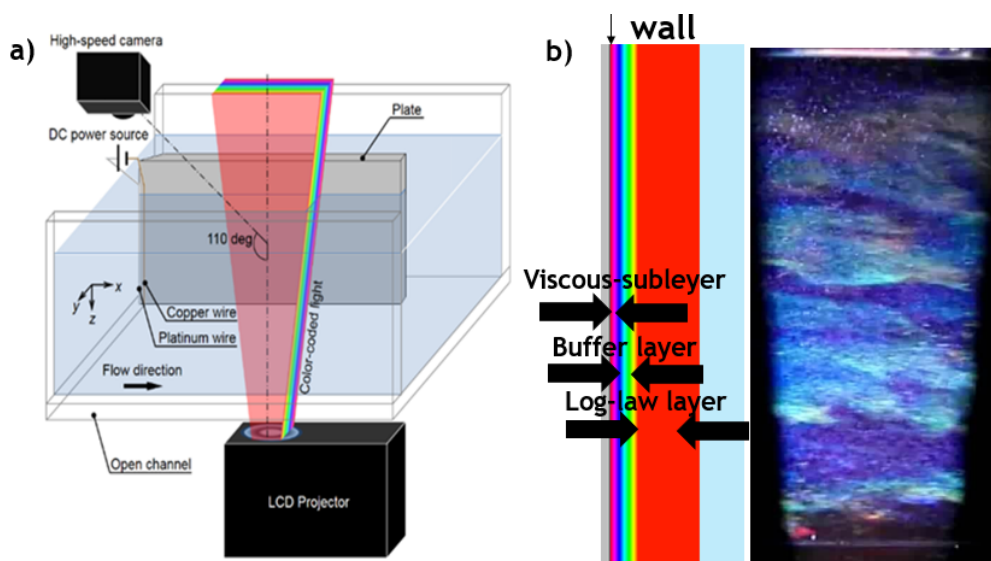 a)
High-speed camera
DC power source
Plate
110 deg
Color-coded light
x
y
z
Copper wire
Platinum wire
Flow direction
Open channel
LCD Projector
b)
wall
Viscous-subleyer
Buffer layer
Log-law layer